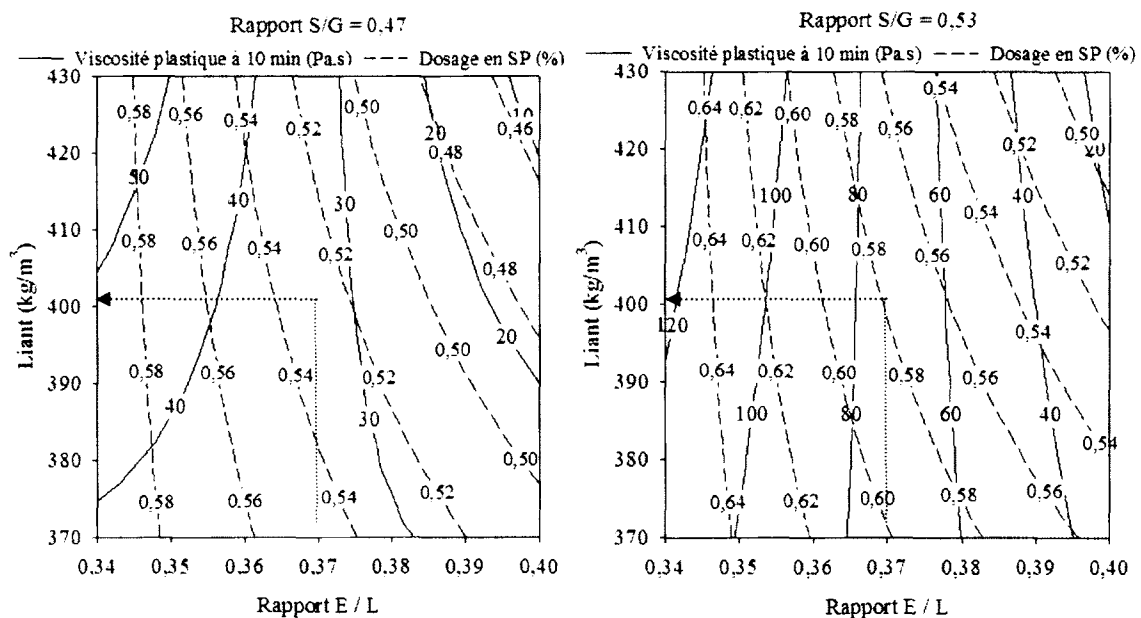 Rapport S/G = 0,47
Viscosité plastique à 10 min (Pa.s) Dosage en SP (%)
430
420
410
400
390
380
370
Liant (kg/m³)
0,58 0,56 0,54 0,52 0,50 0,46
50 40 30 20 0,48
0,58 0,56 0,54 0,52 0,50 0,48
20
0,50
0,58 0,56 0,54 0,52
40 30
0,50
0,58 0,56 0,54 0,52
0,34 0,35 0,36 0,37 0,38 0,39 0,40
Rapport E / L
Rapport S/G = 0,53
Viscosité plastique à 10 min (Pa.s) Dosage en SP (%)
430
420
410
400
390
380
370
Liant (kg/m³)
0,64 0,62 0,60 0,58 0,56 0,54 0,52 0,50
20
100 80 60 40
0,64 0,62 0,60 0,58 0,56 0,54 0,52
120
0,54
0,64 0,62 0,60 0,58 0,56
100 80 60 40
0,54
0,64 0,62 0,60 0,58 0,56
0,34 0,35 0,36 0,37 0,38 0,39 0,40
Rapport E / L